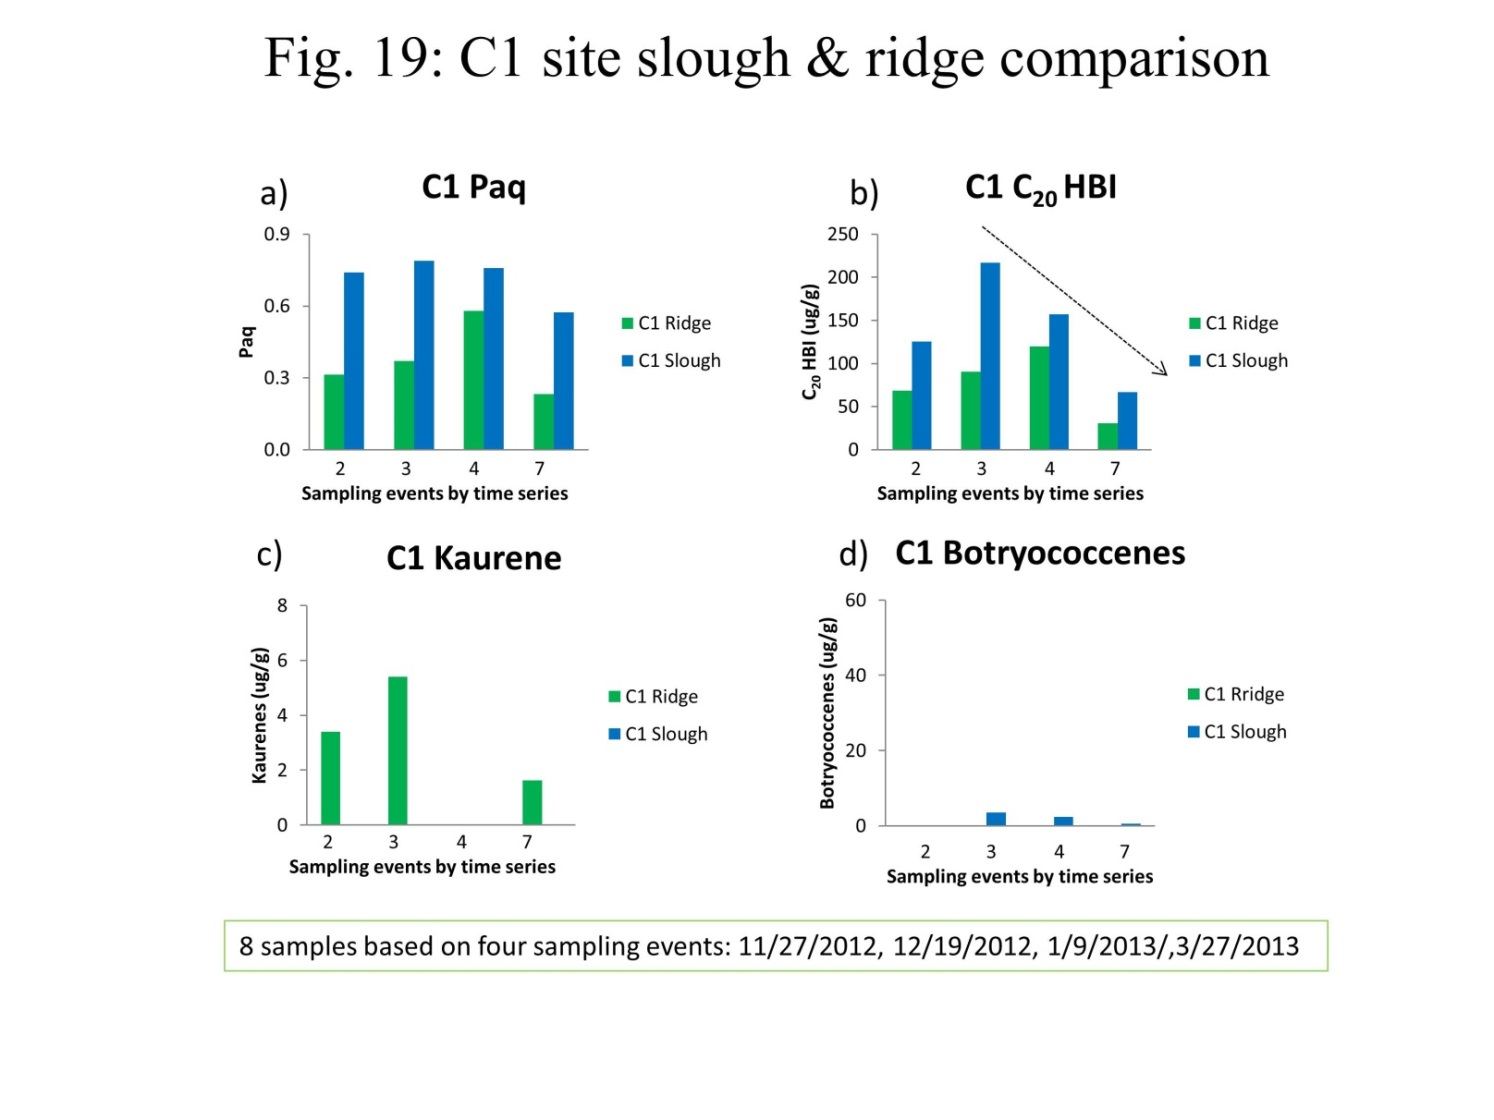 Fig. 19: C1 site slough & ridge comparison
a)
C1 Paq
0.9
0.6
0.3
0.0
Paq
2 3 4 7
Sampling events by time series
C1 Ridge
C1 Slough
b)
C1 C20 HBI
250
200
150
100
50
0
C20 HBI (ug/g)
2 3 4 7
Sampling events by time series
C1 Ridge
C1 Slough
c)
C1 Kaurene
8
6
4
2
0
Kaurenes (ug/g)
2 3 4 7
Sampling events by time series
C1 Ridge
C1 Slough
d)
C1 Botryococcenes
60
40
20
0
Botryococcenes (ug/g)
2 3 4 7
Sampling events by time series
C1 Rridge
C1 Slough
8 samples based on four sampling events: 11/27/2012, 12/19/2012, 1/9/2013/,3/27/2013